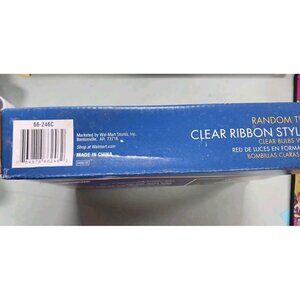 66-246C
Marketed by Wal-Mart Stores, Inc.
Bentonville, AR 72716
Shop at Walmart.com
MADE IN CHINA
RANDOM T
CLEAR RIBBON STYL
CLEAR BULBS
RED DE LUCES EN FORMA
BOMBILLAS CLARAS